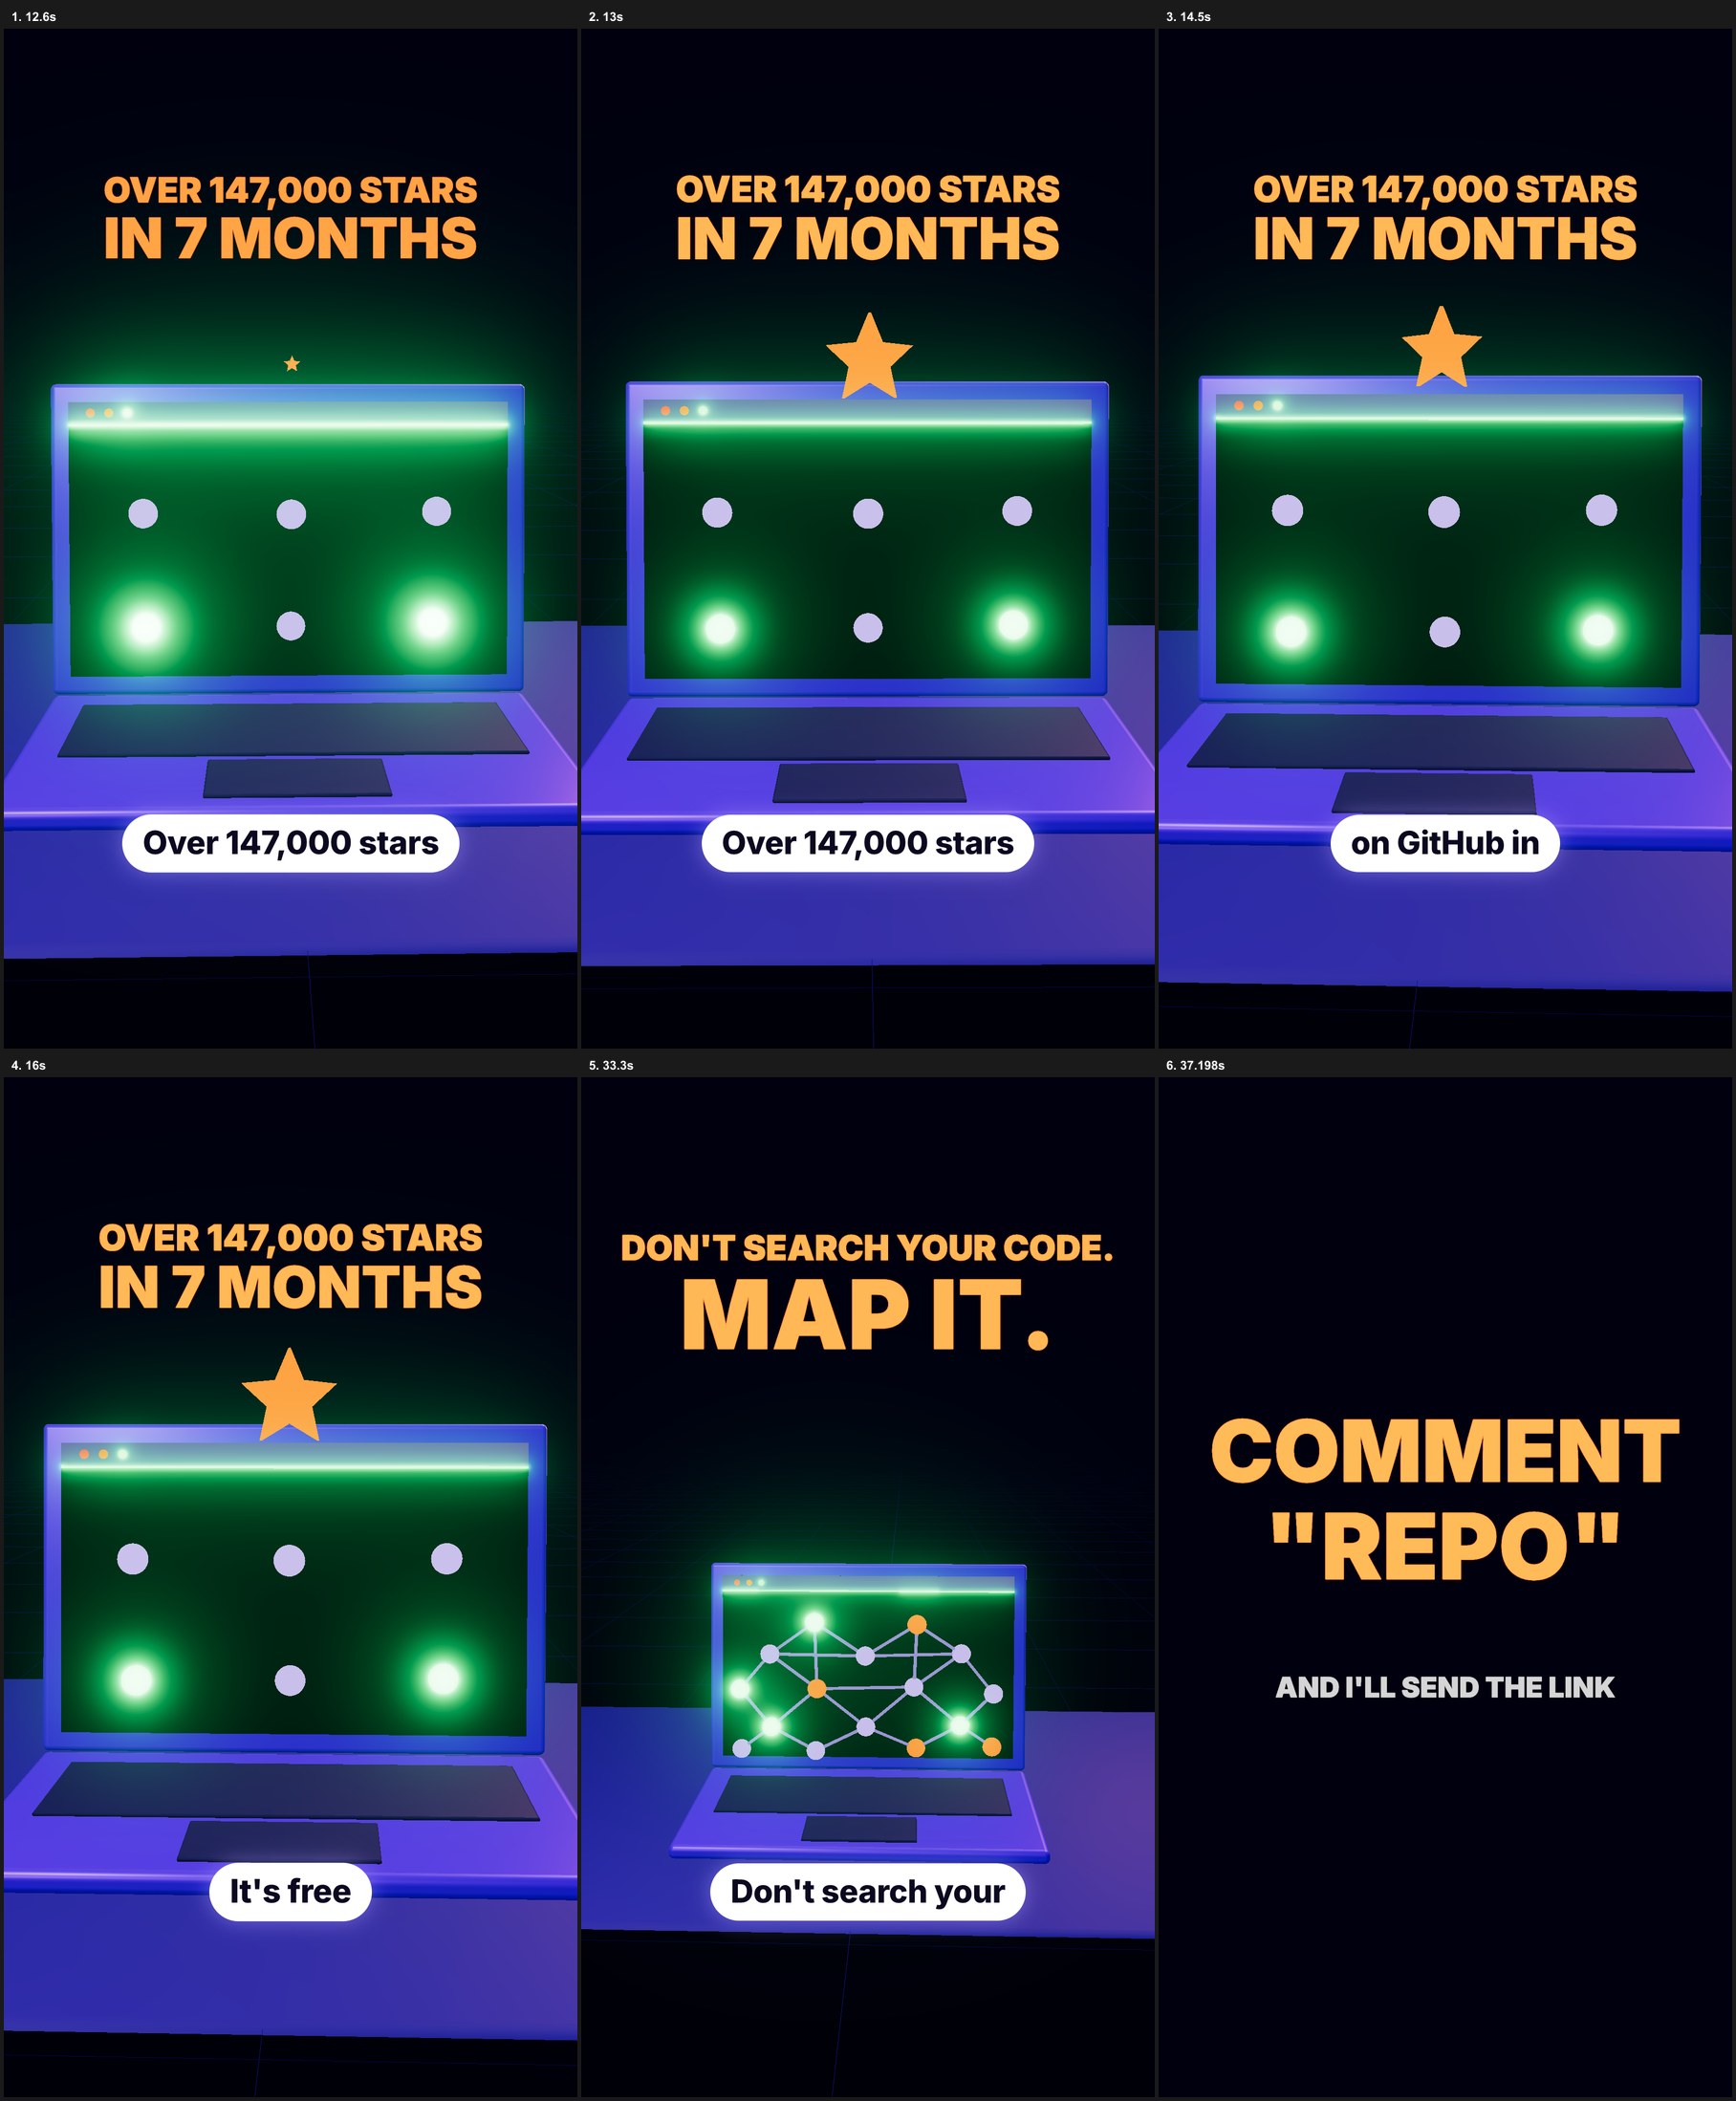 1. 12.6s
OVER 147,000 STARS
IN 7 MONTHS
Over 147,000 stars
2. 13s
OVER 147,000 STARS
IN 7 MONTHS
Over 147,000 stars
3. 14.5s
OVER 147,000 STARS
IN 7 MONTHS
on GitHub in
4. 16s
OVER 147,000 STARS
IN 7 MONTHS
It's free
5. 33.3s
DON'T SEARCH YOUR CODE.
MAP IT.
Don't search your
6. 37.198s
COMMENT
"REPO"
AND I'LL SEND THE LINK